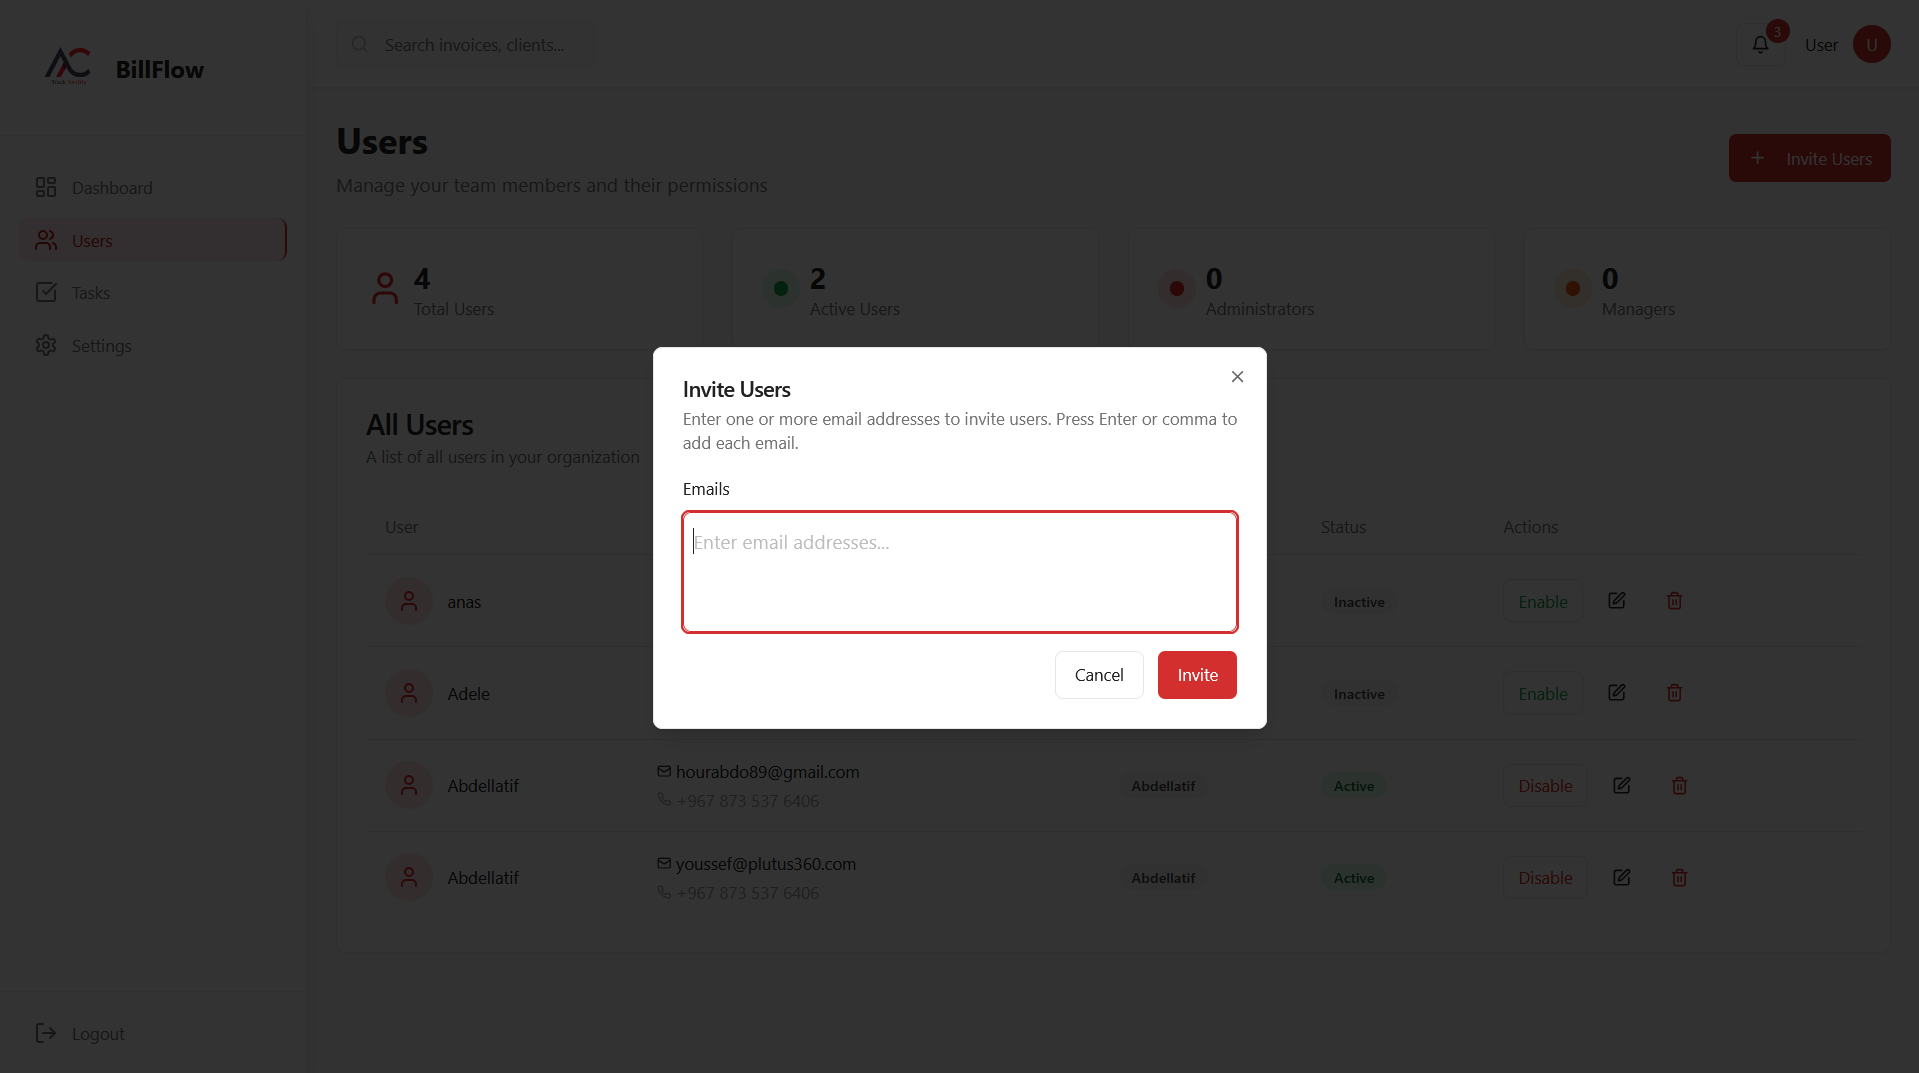 BillFlow
Search invoices, clients...
3
User
U
Dashboard
Users
Tasks
Settings
Logout
Users
Manage your team members and their permissions
+ Invite Users
4
Total Users
2
Active Users
0
Administrators
0
Managers
All Users
A list of all users in your organization
User
Status
Actions
anas
Inactive
Enable
Adele
Inactive
Enable
Abdellatif
hourabdo89@gmail.com
+967 873 537 6406
Abdellatif
Active
Disable
Abdellatif
youssef@plutus360.com
+967 873 537 6406
Abdellatif
Active
Disable
Invite Users
Enter one or more email addresses to invite users. Press Enter or comma to
add each email.
Emails
Enter email addresses...
Cancel
Invite